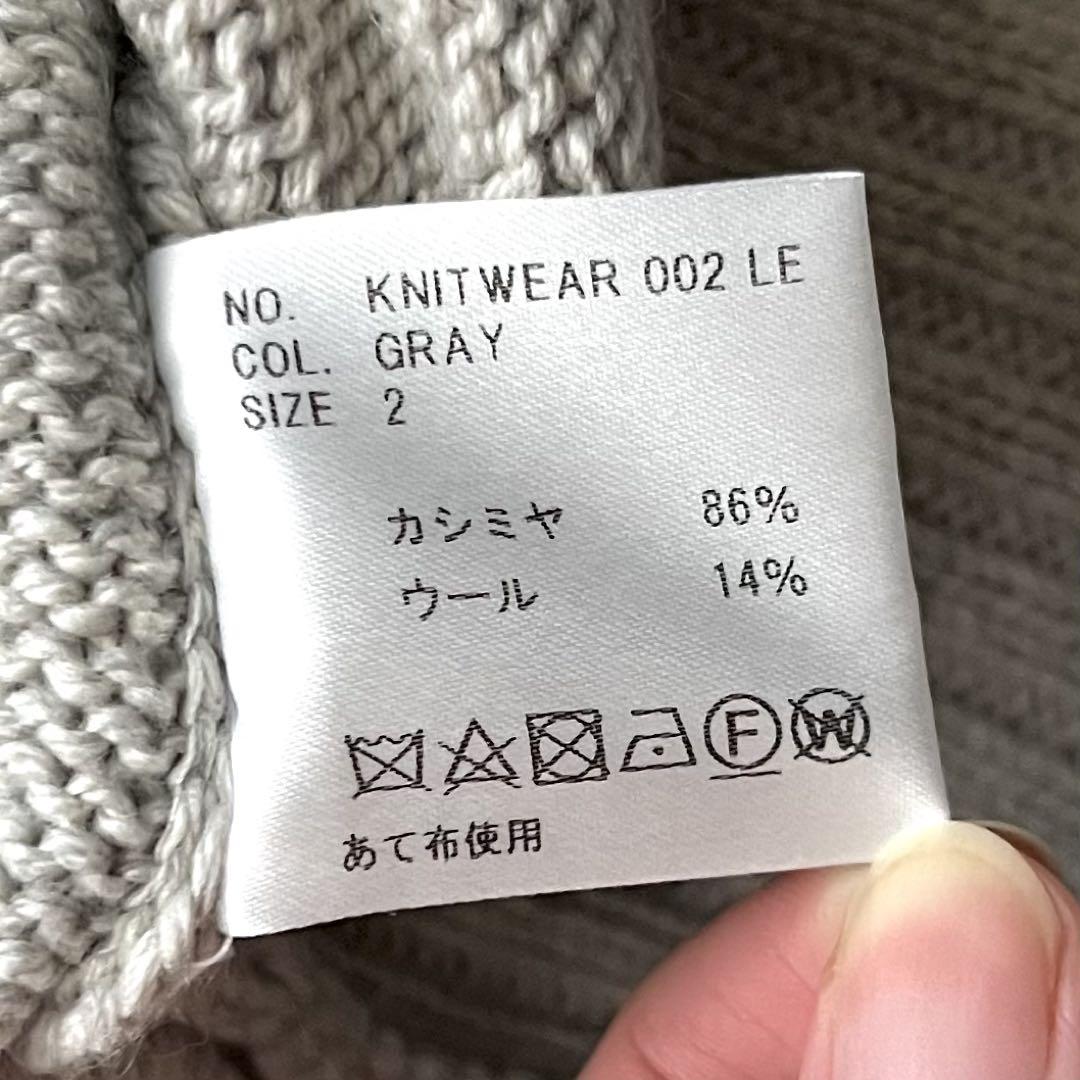 NO. KNITWEAR 002 LE
COL. GRAY
SIZE 2
カシミヤ 86%
ウール 14%
F W
あて布使用